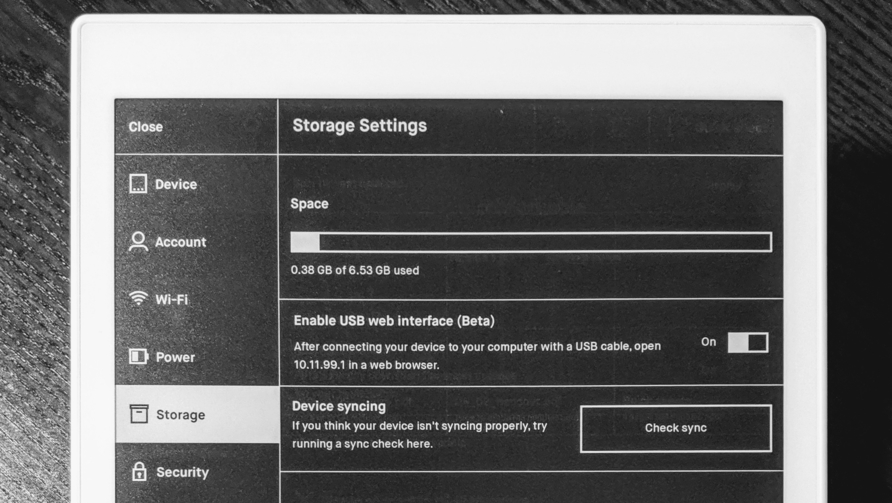 Close
Storage Settings
Device
Account
Wi-Fi
Power
Storage
Security
Space
0.38 GB of 6.53 GB used
Enable USB web interface (Beta)
After connecting your device to your computer with a USB cable, open
10.11.99.1 in a web browser.
On
Device syncing
If you think your device isn't syncing properly, try
running a sync check here.
Check sync